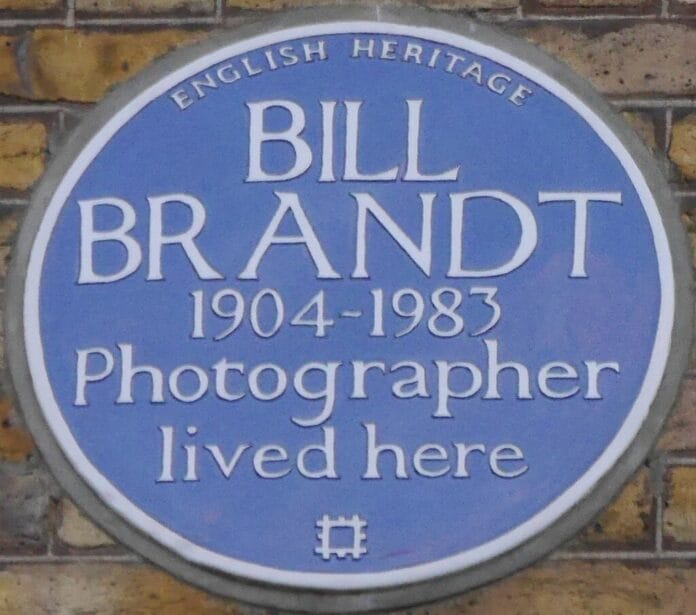 ENGLISH HERITAGE
BILL
BRANDT
1904-1983
Photographer
lived here